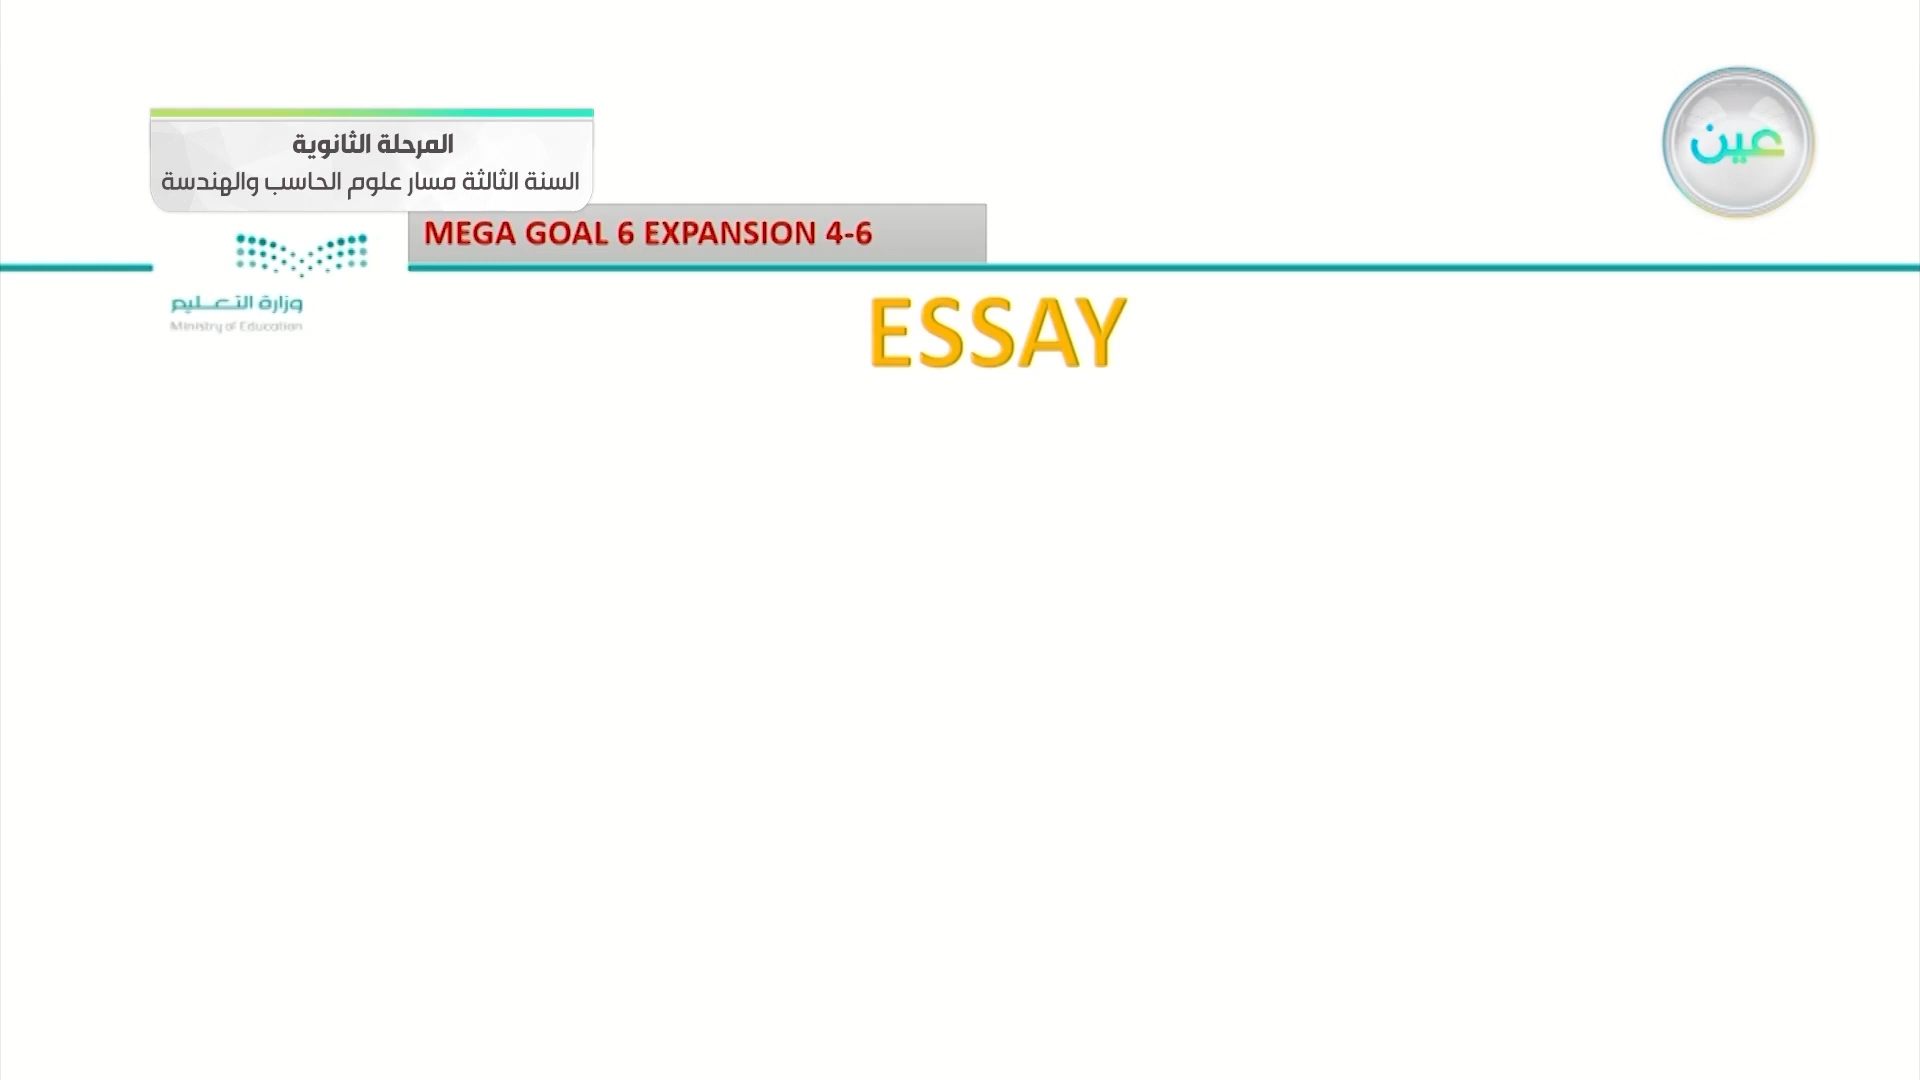 المرحلة الثانوية
السنة الثالثة مسار علوم الحاسب والهندسة
عين
MEGA GOAL 6 EXPANSION 4-6
وزارة التعليم
Ministry of Education
ESSAY